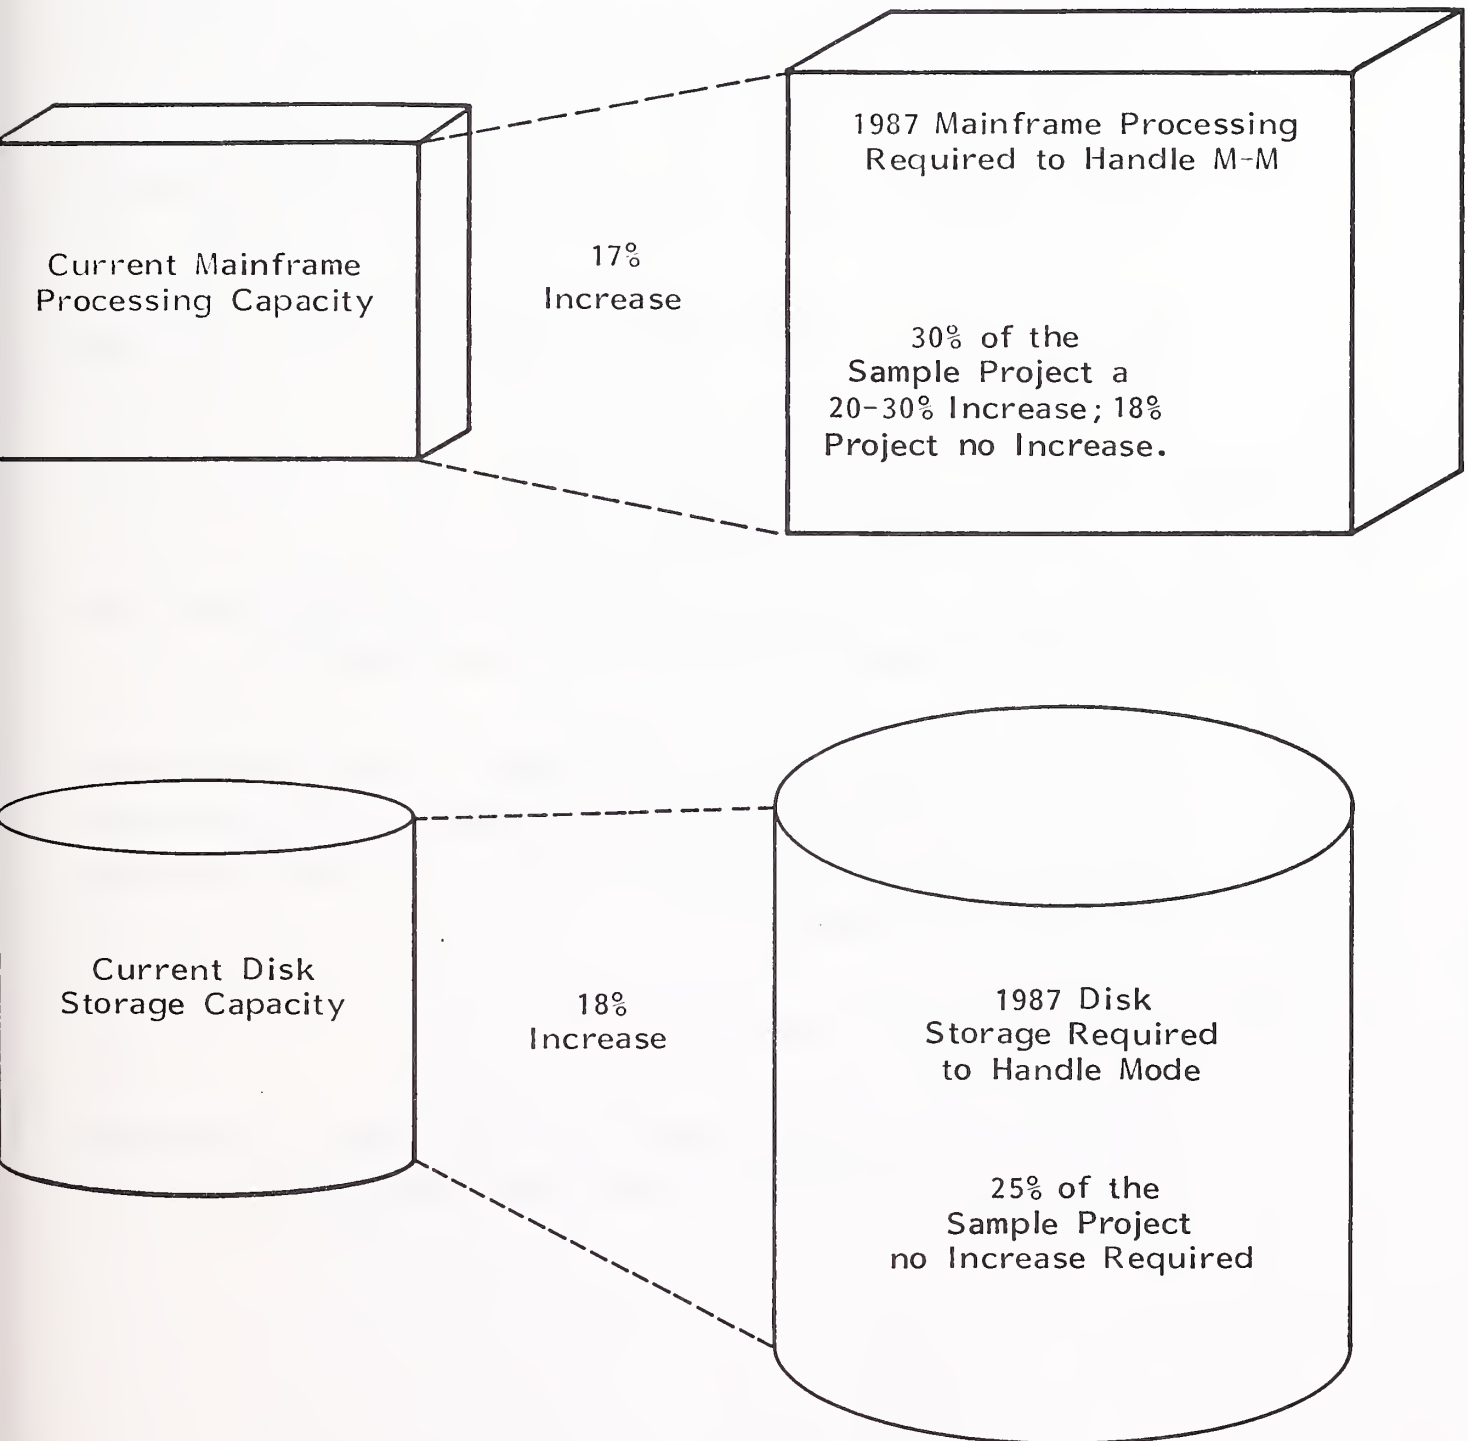 1987 Mainframe Processing
Required to Handle M-M
Current Mainframe
Processing Capacity
17%
Increase
30% of the
Sample Project a
20-30% Increase; 18%
Project no Increase.
Current Disk
Storage Capacity
18%
Increase
1987 Disk
Storage Required
to Handle Mode
25% of the
Sample Project
no Increase Required